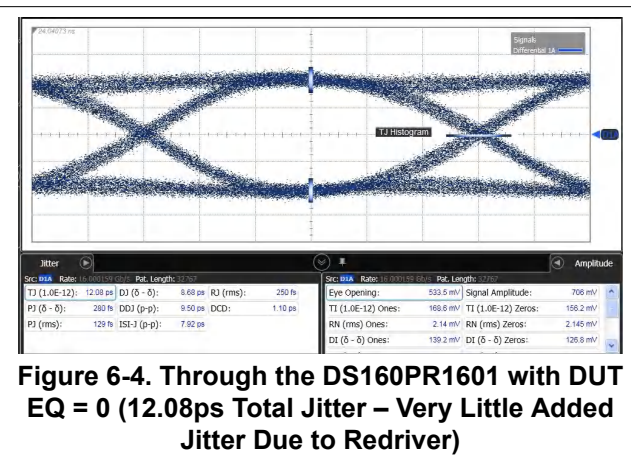 24.04073 ns
Signals
Differential 1A
TJ Histogram
Jitter
Amplitude
Src: D1A Rate: 16.000159 Gb/s Pat. Length: 32767
TJ (1.0E-12): 12.08 ps DJ (δ - δ): 8.68 ps RJ (rms): 250 fs
PJ (δ - δ): 280 fs DDJ (p-p): 9.50 ps DCD: 1.10 ps
PJ (rms): 129 fs ISI-J (p-p): 7.92 ps
Src: D1A Rate: 16.000159 Gb/s Pat. Length: 32767
Eye Opening: 533.5 mV Signal Amplitude: 706 mV
TI (1.0E-12) Ones: 168.6 mV TI (1.0E-12) Zeros: 156.2 mV
RN (rms) Ones: 2.14 mV RN (rms) Zeros: 2.145 mV
DI (δ - δ) Ones: 139.2 mV DI (δ - δ) Zeros: 126.8 mV
Figure 6-4. Through the DS160PR1601 with DUT
EQ = 0 (12.08ps Total Jitter – Very Little Added
Jitter Due to Redriver)